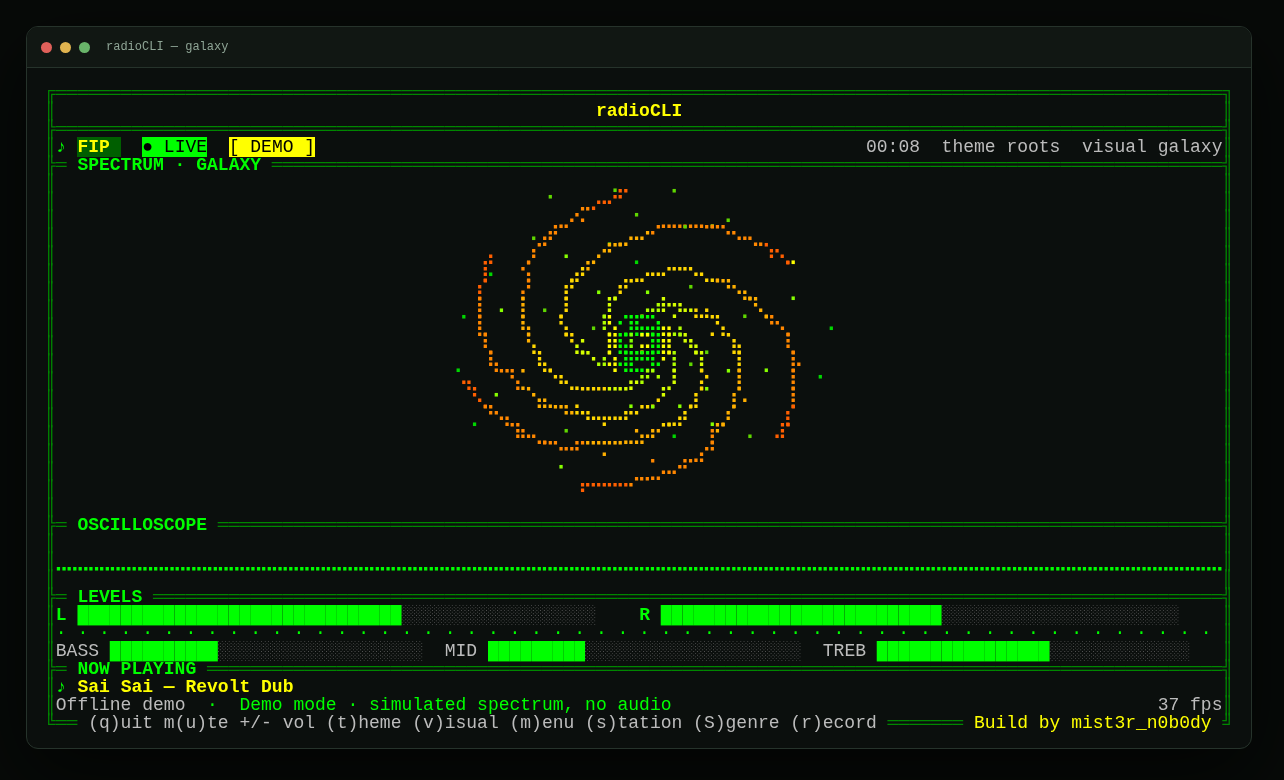 radioCLI — galaxy
radioCLI
♪ FIP ● LIVE [ DEMO ] 00:08 theme roots visual galaxy
SPECTRUM · GALAXY
OSCILLOSCOPE
LEVELS
L R
BASS MID TREB
NOW PLAYING
♪ Sai Sai — Revolt Dub
Offline demo · Demo mode · simulated spectrum, no audio 37 fps
(q)uit m(u)te +/- vol (t)heme (v)isual (m)enu (s)tation (S)genre (r)ecord Build by mist3r_n0b0dy